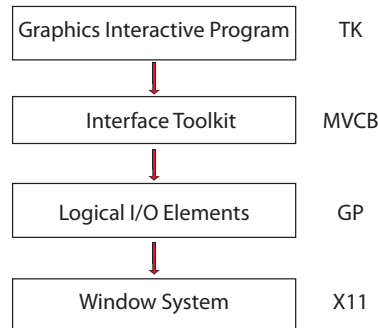 Graphics Interactive Program TK
Interface Toolkit MVCB
Logical I/O Elements GP
Window System X11